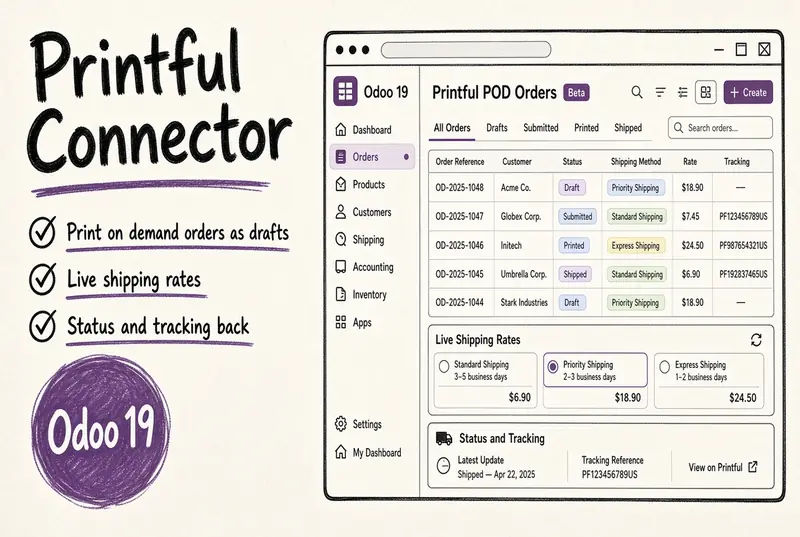 Printful
Connector
Print on demand orders as drafts
Live shipping rates
Status and tracking back
Odoo 19
Odoo 19
Dashboard
Orders
Products
Customers
Shipping
Accounting
Inventory
Apps
Settings
My Dashboard
Printful POD Orders Beta
+ Create
All Orders Drafts Submitted Printed Shipped Search orders...
Order Reference Customer Status Shipping Method Rate Tracking
OD-2025-1048 Acme Co. Draft Priority Shipping $18.90 —
OD-2025-1047 Globex Corp. Submitted Standard Shipping $7.45 PF123456789US
OD-2025-1046 Initech Printed Express Shipping $24.50 PF987654321US
OD-2025-1045 Umbrella Corp. Shipped Standard Shipping $6.90 PF192837465US
OD-2025-1044 Stark Industries Draft Priority Shipping $18.90 —
Live Shipping Rates
Standard Shipping
3–5 business days
$6.90
Priority Shipping
2–3 business days
$18.90
Express Shipping
1–2 business days
$24.50
Status and Tracking
Latest Update
Shipped — Apr 22, 2025
Tracking Reference
PF123456789US
View on Printful